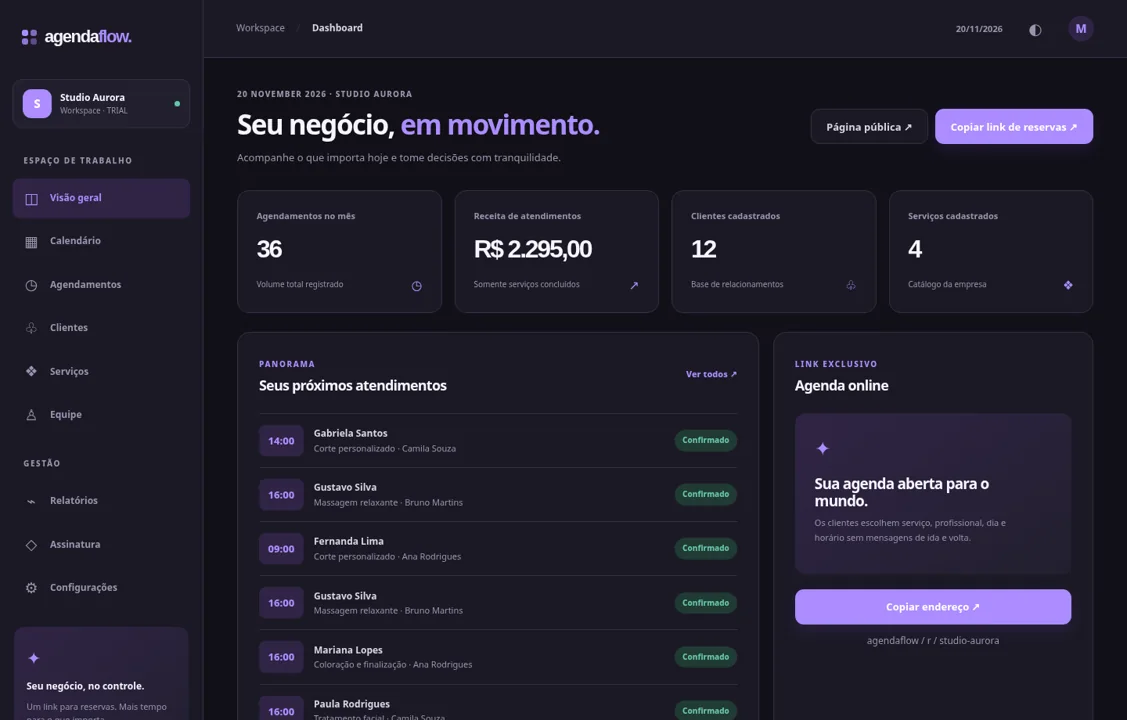 agendaflow.
S
Studio Aurora
Workspace · TRIAL
ESPAÇO DE TRABALHO
Visão geral
Calendário
Agendamentos
Clientes
Serviços
Equipe
GESTÃO
Relatórios
Assinatura
Configurações
Seu negócio, no controle.
Um link para reservas. Mais tempo
para o que importa.
Workspace / Dashboard
20/11/2026
M
20 NOVEMBER 2026 · STUDIO AURORA
Seu negócio, em movimento.
Acompanhe o que importa hoje e tome decisões com tranquilidade.
Página pública ↗
Copiar link de reservas ↗
Agendamentos no mês
36
Volume total registrado
Receita de atendimentos
R$ 2.295,00
Somente serviços concluídos
Clientes cadastrados
12
Base de relacionamentos
Serviços cadastrados
4
Catálogo da empresa
PANORAMA
Seus próximos atendimentos
Ver todos ↗
14:00
Gabriela Santos
Corte personalizado · Camila Souza
Confirmado
16:00
Gustavo Silva
Massagem relaxante · Bruno Martins
Confirmado
09:00
Fernanda Lima
Corte personalizado · Ana Rodrigues
Confirmado
16:00
Gustavo Silva
Massagem relaxante · Bruno Martins
Confirmado
16:00
Mariana Lopes
Coloração e finalização · Ana Rodrigues
Confirmado
16:00
Paula Rodrigues
Tratamento facial · Camila Souza
Confirmado
LINK EXCLUSIVO
Agenda online
Sua agenda aberta para o
mundo.
Os clientes escolhem serviço, profissional, dia e
horário sem mensagens de ida e volta.
Copiar endereço ↗
agendaflow / r / studio-aurora